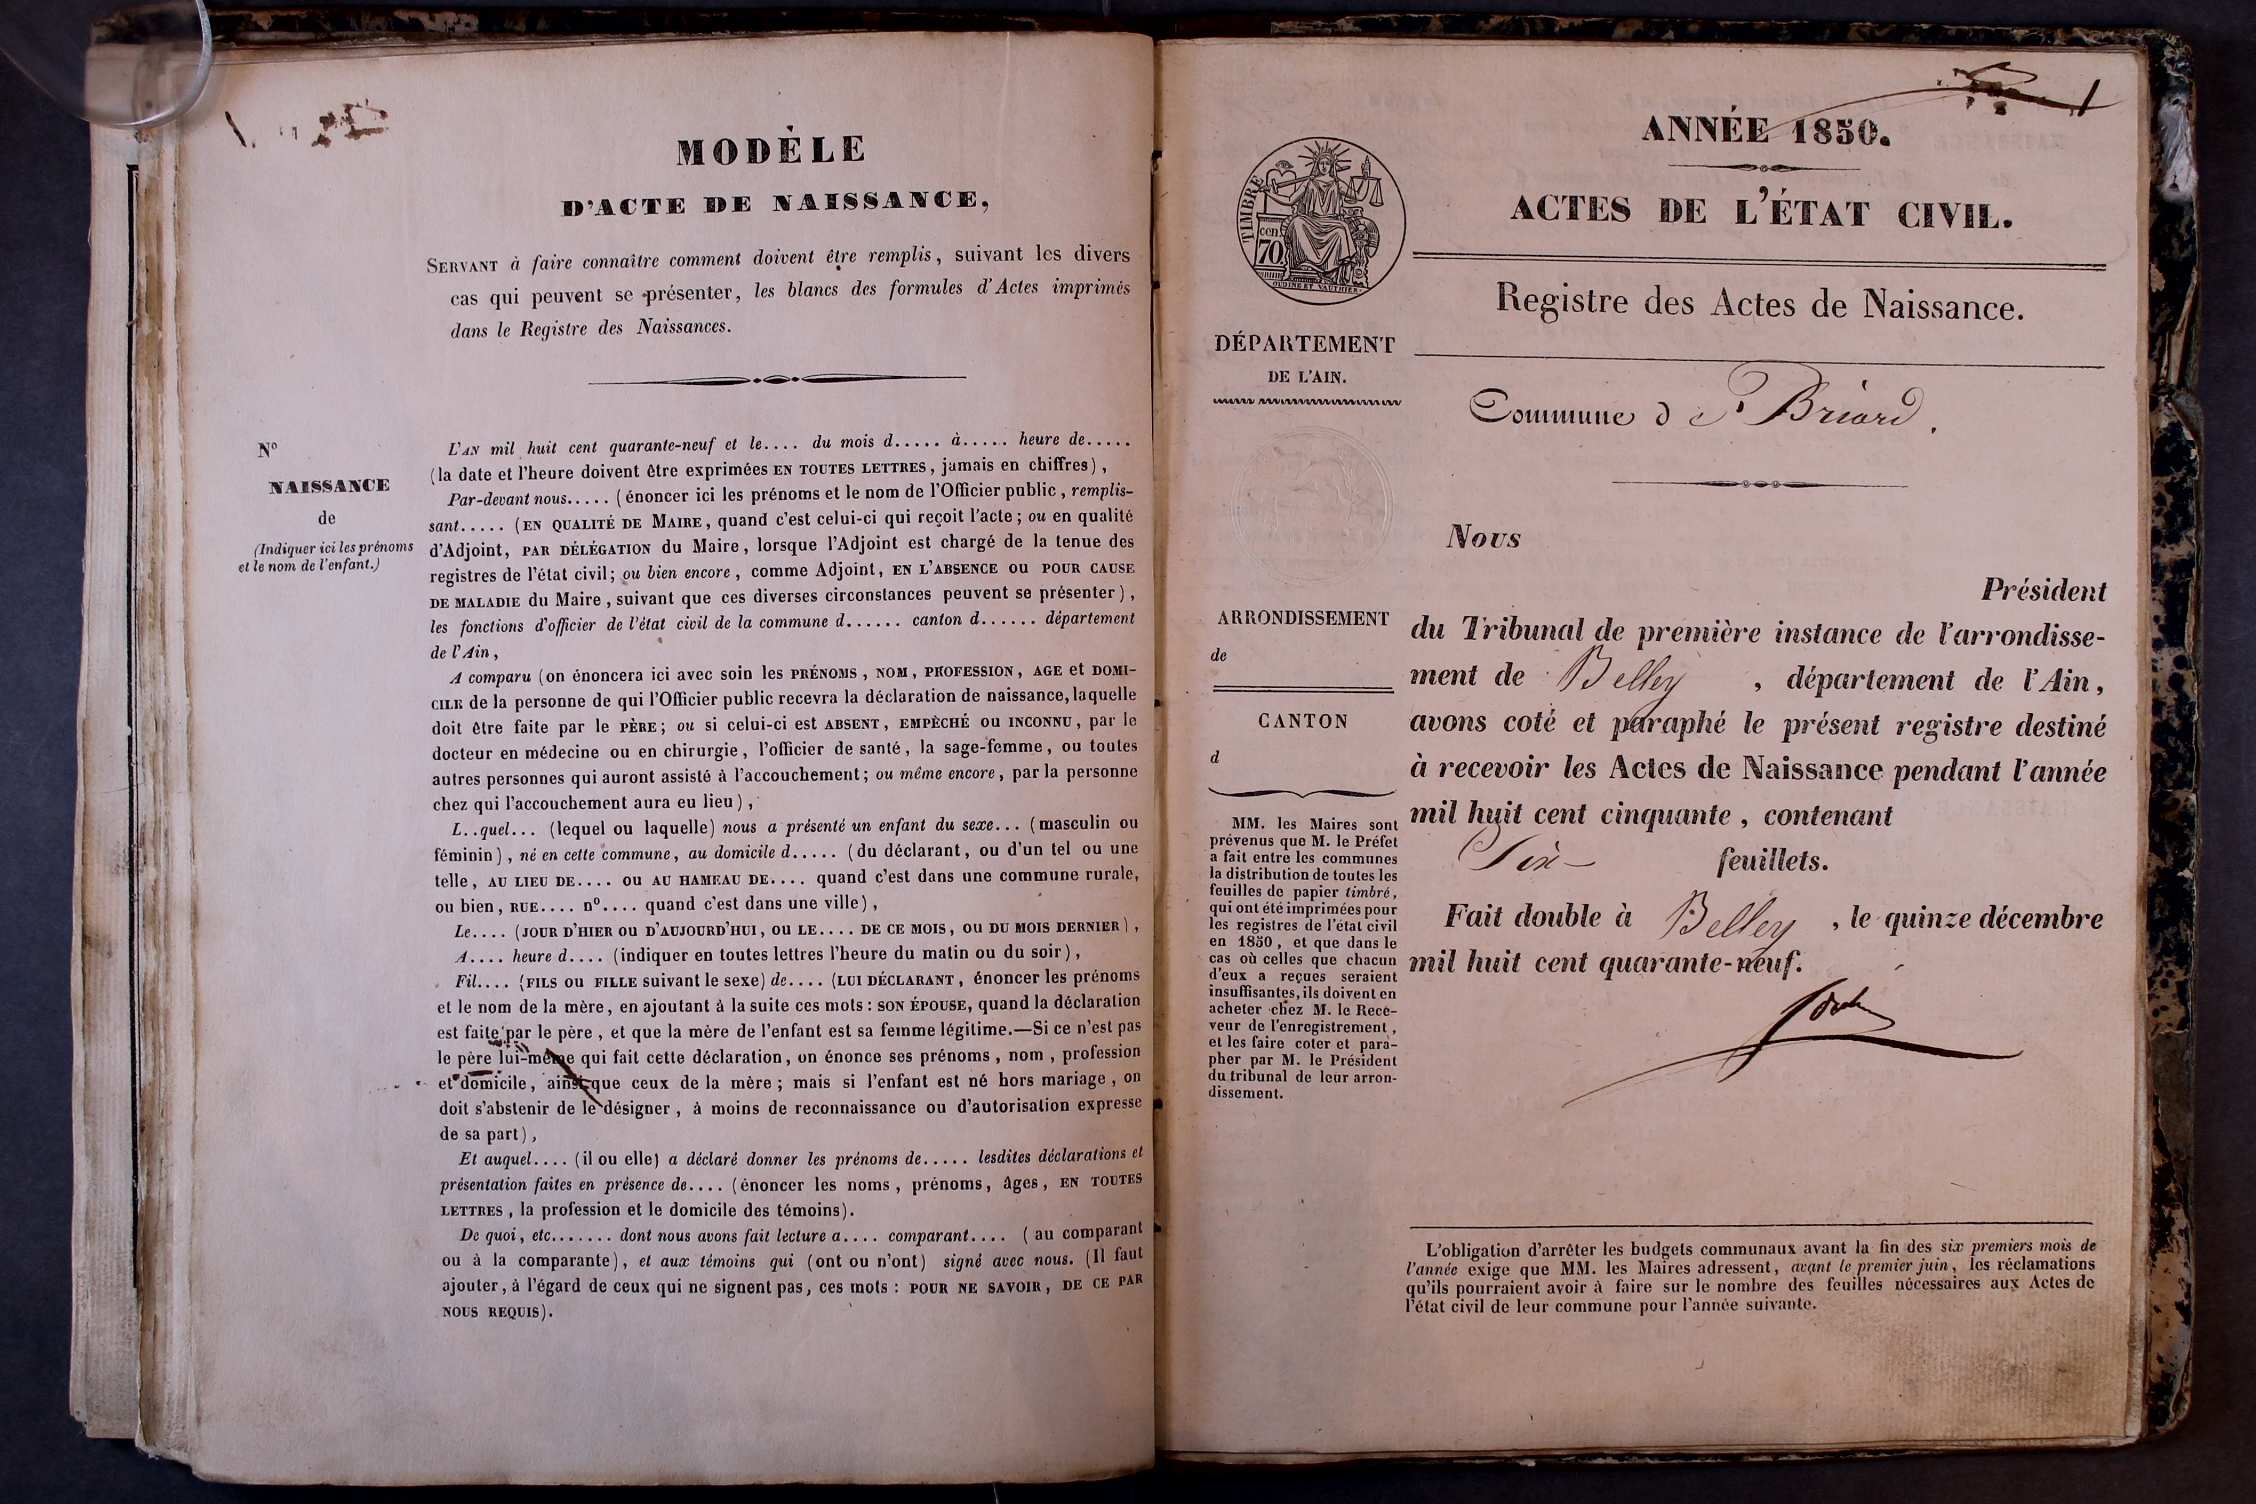 MODÈLE
D'ACTE DE NAISSANCE,
SERVANT à faire connaître comment doivent être remplis, suivant les divers
cas qui peuvent se présenter, les blancs des formules d'Actes imprimés
dans le Registre des Naissances.
N°
NAISSANCE
de
(Indiquer ici les prénoms
et le nom de l'enfant.)
L'AN mil huit cent quarante-neuf et le.... du mois d..... à..... heure de.....
(la date et l'heure doivent être exprimées EN TOUTES LETTRES, jamais en chiffres),
Par-devant nous..... (énoncer ici les prénoms et le nom de l'Officier public, remplis-
sant..... (EN QUALITÉ DE MAIRE, quand c'est celui-ci qui reçoit l'acte; ou en qualité
d'Adjoint, PAR DÉLÉGATION du Maire, lorsque l'Adjoint est chargé de la tenue des
registres de l'état civil; ou bien encore, comme Adjoint, EN L'ABSENCE OU POUR CAUSE
DE MALADIE du Maire, suivant que ces diverses circonstances peuvent se présenter),
les fonctions d'officier de l'état civil de la commune d...... canton d...... département
de l'Ain,
A comparu (on énoncera ici avec soin les PRÉNOMS, NOM, PROFESSION, AGE et DOMI-
CILE de la personne de qui l'Officier public recevra la déclaration de naissance, laquelle
doit être faite par le PÈRE; ou si celui-ci est ABSENT, EMPÊCHÉ OU INCONNU, par le
docteur en médecine ou en chirurgie, l'officier de santé, la sage-femme, ou toutes
autres personnes qui auront assisté à l'accouchement; ou même encore, par la personne
chez qui l'accouchement aura eu lieu),
L..quel... (lequel ou laquelle) nous a présenté un enfant du sexe... (masculin ou
féminin), né en cette commune, au domicile d..... (du déclarant, ou d'un tel ou une
telle, AU LIEU DE.... OU AU HAMEAU DE.... quand c'est dans une commune rurale,
ou bien, RUE.... n°.... quand c'est dans une ville),
Le.... (JOUR D'HIER OU D'AUJOURD'HUI, OU LE.... DE CE MOIS, OU DU MOIS DERNIER),
A.... heure d.... (indiquer en toutes lettres l'heure du matin ou du soir),
Fil.... (FILS OU FILLE suivant le sexe) de.... (LUI DÉCLARANT, énoncer les prénoms
et le nom de la mère, en ajoutant à la suite ces mots: SON ÉPOUSE, quand la déclaration
est faite par le père, et que la mère de l'enfant est sa femme légitime.—Si ce n'est pas
le père lui-même qui fait cette déclaration, on énonce ses prénoms, nom, profession
et domicile, ainsi que ceux de la mère; mais si l'enfant est né hors mariage, on
doit s'abstenir de le désigner, à moins de reconnaissance ou d'autorisation expresse
de sa part),
Et auquel.... (il ou elle) a déclaré donner les prénoms de..... lesdites déclarations et
présentation faites en présence de.... (énoncer les noms, prénoms, âges, EN TOUTES
LETTRES, la profession et le domicile des témoins).
De quoi, etc....... dont nous avons fait lecture a.... comparant.... (au comparant
ou à la comparante), et aux témoins qui (ont ou n'ont) signé avec nous. (Il faut
ajouter, à l'égard de ceux qui ne signent pas, ces mots: POUR NE SAVOIR, DE CE PAR
NOUS REQUIS).
1
ANNÉE 1850.
ACTES DE L'ÉTAT CIVIL.
Registre des Actes de Naissance.
TIMBRE
70 cen.
OUDINE ET VAUTHIER.
DÉPARTEMENT
DE L'AIN.
Commune de Briord.
ARRONDISSEMENT
de
CANTON
d
MM. les Maires sont
prévenus que M. le Préfet
a fait entre les communes
la distribution de toutes les
feuilles de papier timbré,
qui ont été imprimées pour
les registres de l'état civil
en 1850, et que dans le
cas où celles que chacun
d'eux a reçues seraient
insuffisantes, ils doivent en
acheter chez M. le Rece-
veur de l'enregistrement,
et les faire coter et para-
pher par M. le Président
du tribunal de leur arron-
dissement.
Nous
Président
du Tribunal de première instance de l'arrondisse-
ment de Belley, département de l'Ain,
avons coté et paraphé le présent registre destiné
à recevoir les Actes de Naissance pendant l'année
mil huit cent cinquante, contenant
Six feuillets.
Fait double à Belley, le quinze décembre
mil huit cent quarante-neuf.
L'obligation d'arrêter les budgets communaux avant la fin des six premiers mois de
l'année exige que MM. les Maires adressent, avant le premier juin, les réclamations
qu'ils pourraient avoir à faire sur le nombre des feuilles nécessaires aux Actes de
l'état civil de leur commune pour l'année suivante.